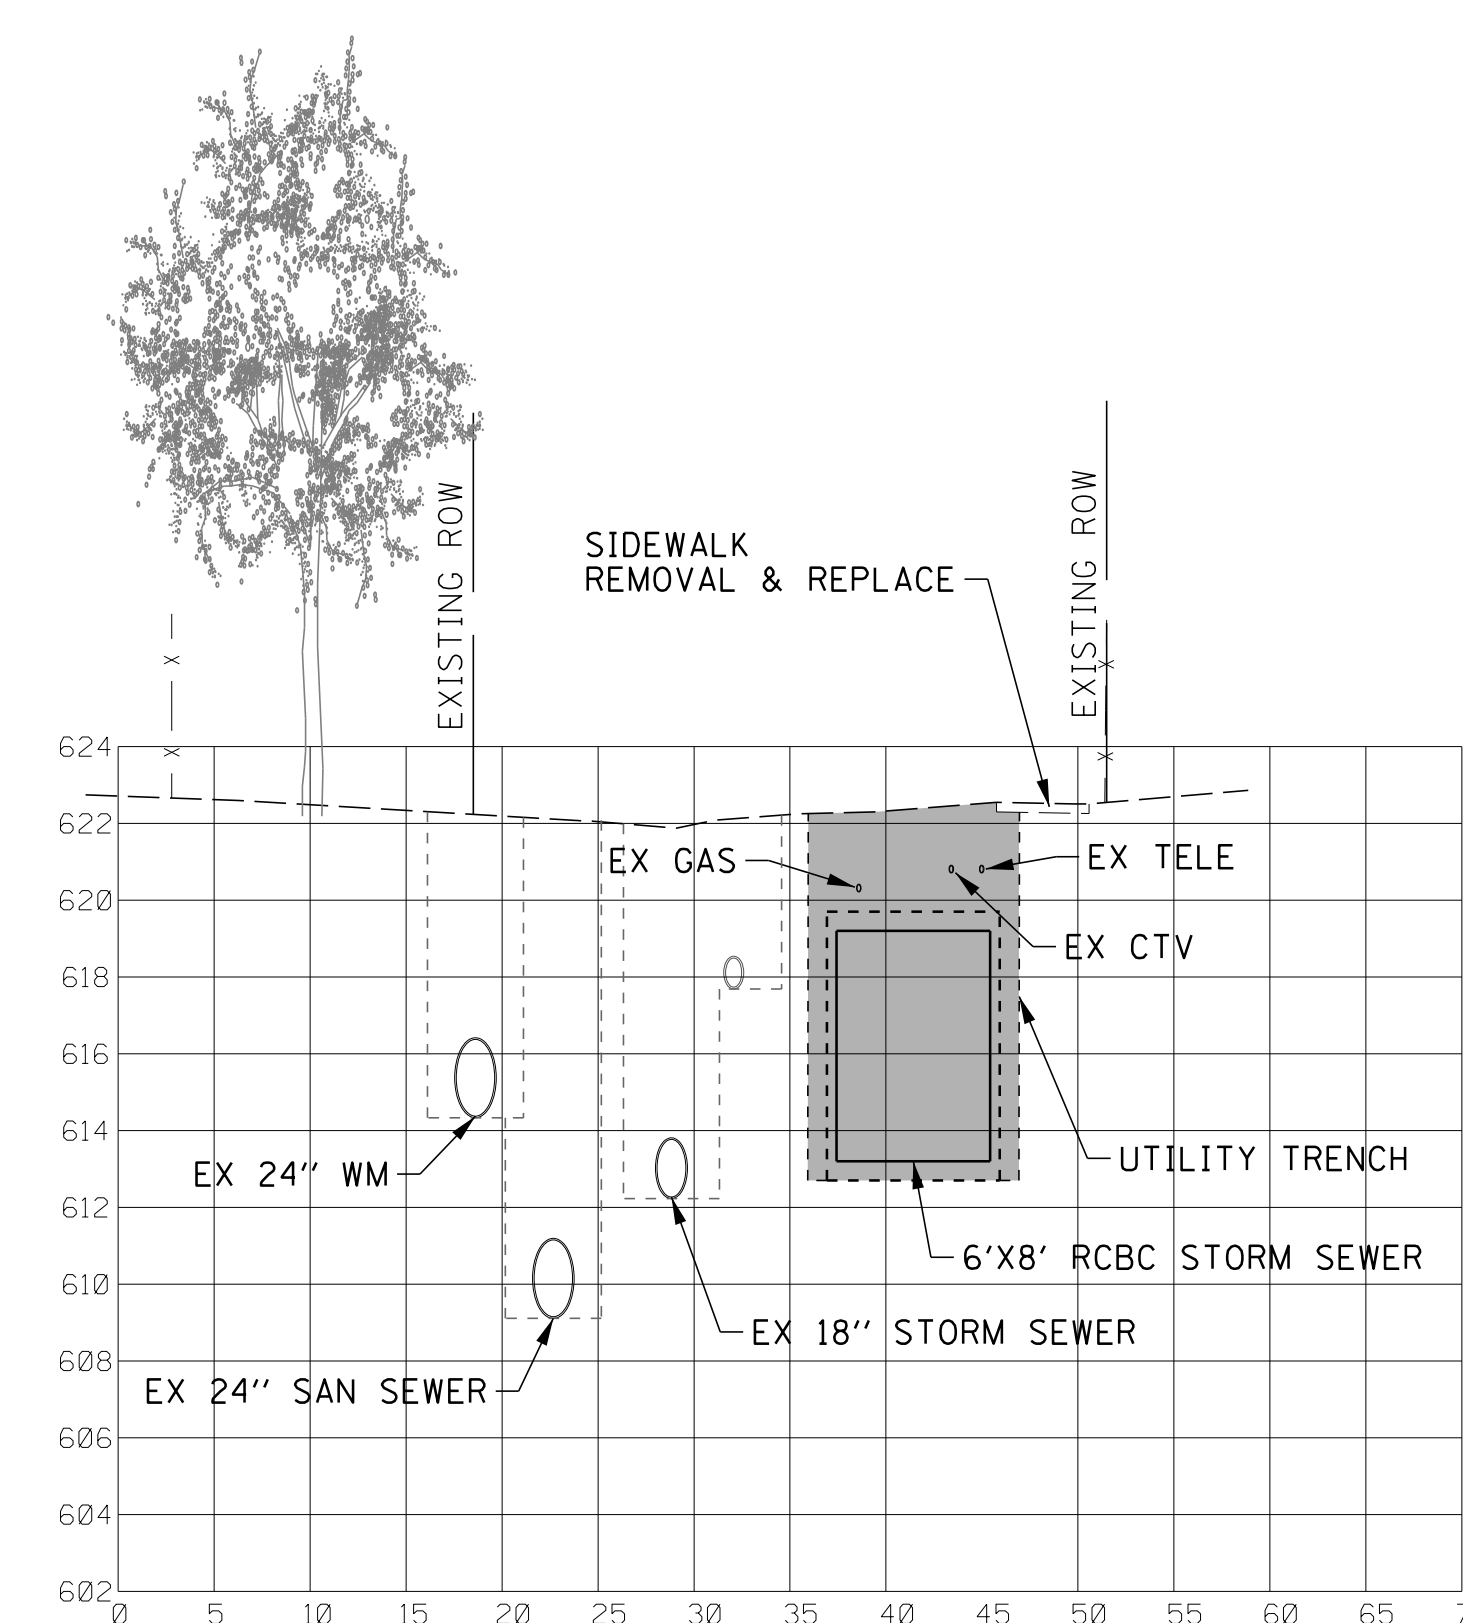 EXISTING ROW
EXISTING ROW
SIDEWALK
REMOVAL & REPLACE
X
X
X
X
624
622
620
618
616
614
612
610
608
606
604
602
EX GAS
EX TELE
EX CTV
EX 24" WM
UTILITY TRENCH
6'X8' RCBC STORM SEWER
EX 18" STORM SEWER
EX 24" SAN SEWER
0 5 10 15 20 25 30 35 40 45 50 55 60 65